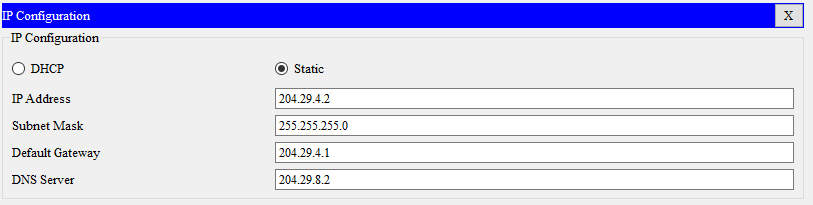 IP Configuration X
IP Configuration
DHCP Static
IP Address 204.29.4.2
Subnet Mask 255.255.255.0
Default Gateway 204.29.4.1
DNS Server 204.29.8.2